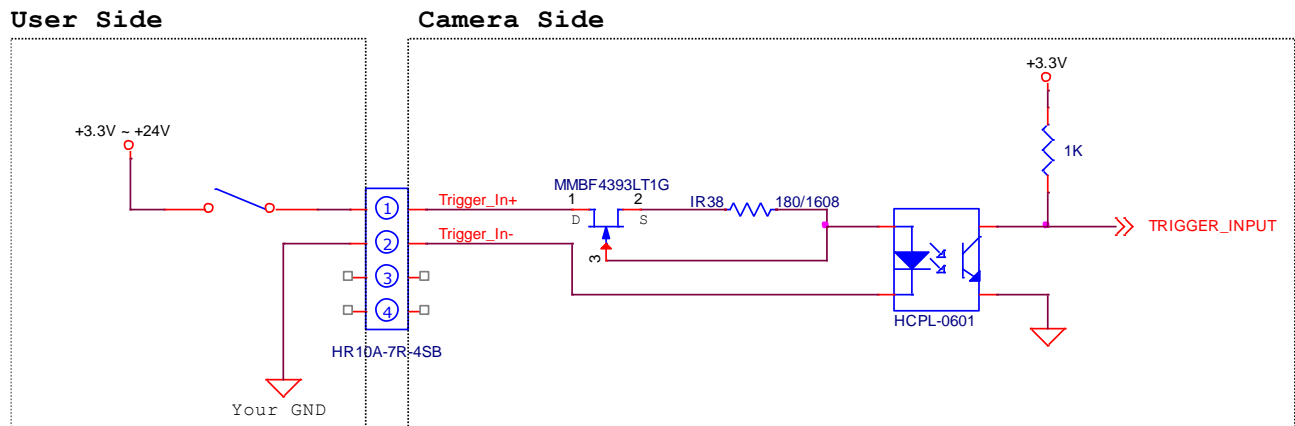 User Side
Camera Side
+3.3V
+3.3V ~ +24V
1K
MMBF4393LT1G
1
2
IR38
180/1608
Trigger_In+
D
S
1
TRIGGER_INPUT
Trigger_In-
2
3
3
4
HCPL-0601
HR10A-7R-4SB
Your GND